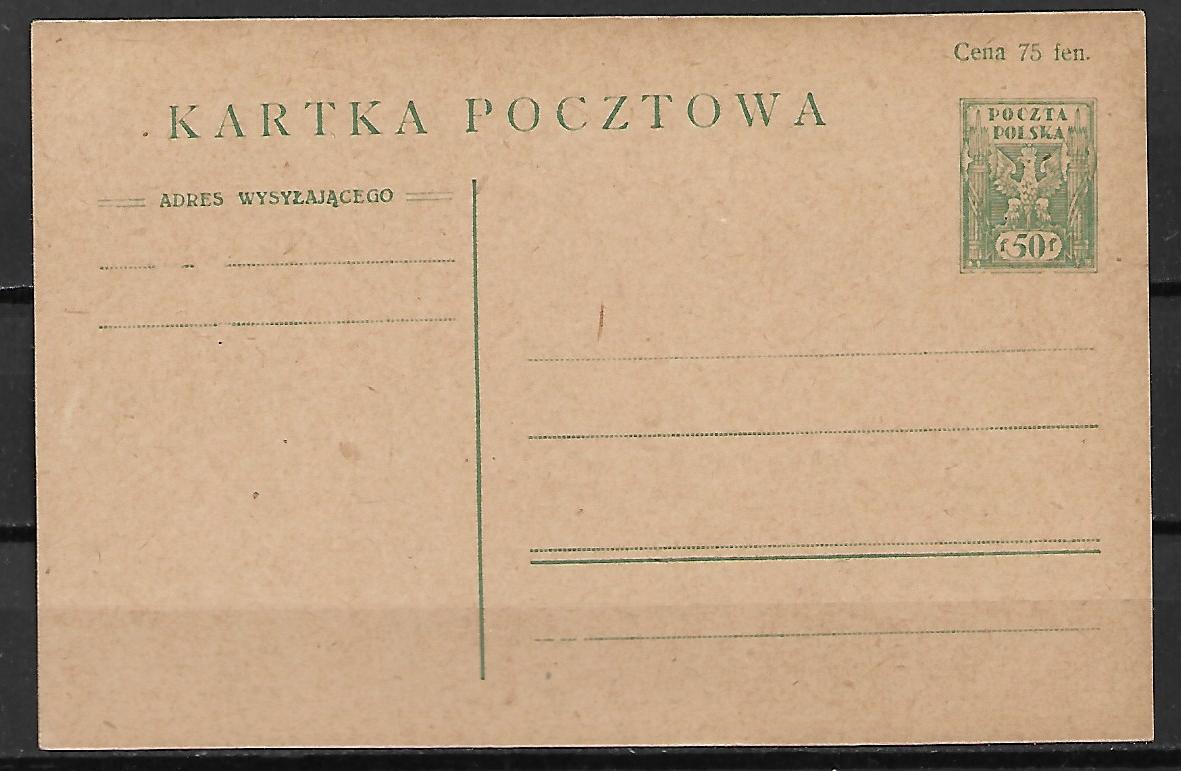 Cena 75 fen.
KARTKA POCZTOWA
POCZTA
POLSKA
ADRES WYSYŁAJĄCEGO
f 50 f